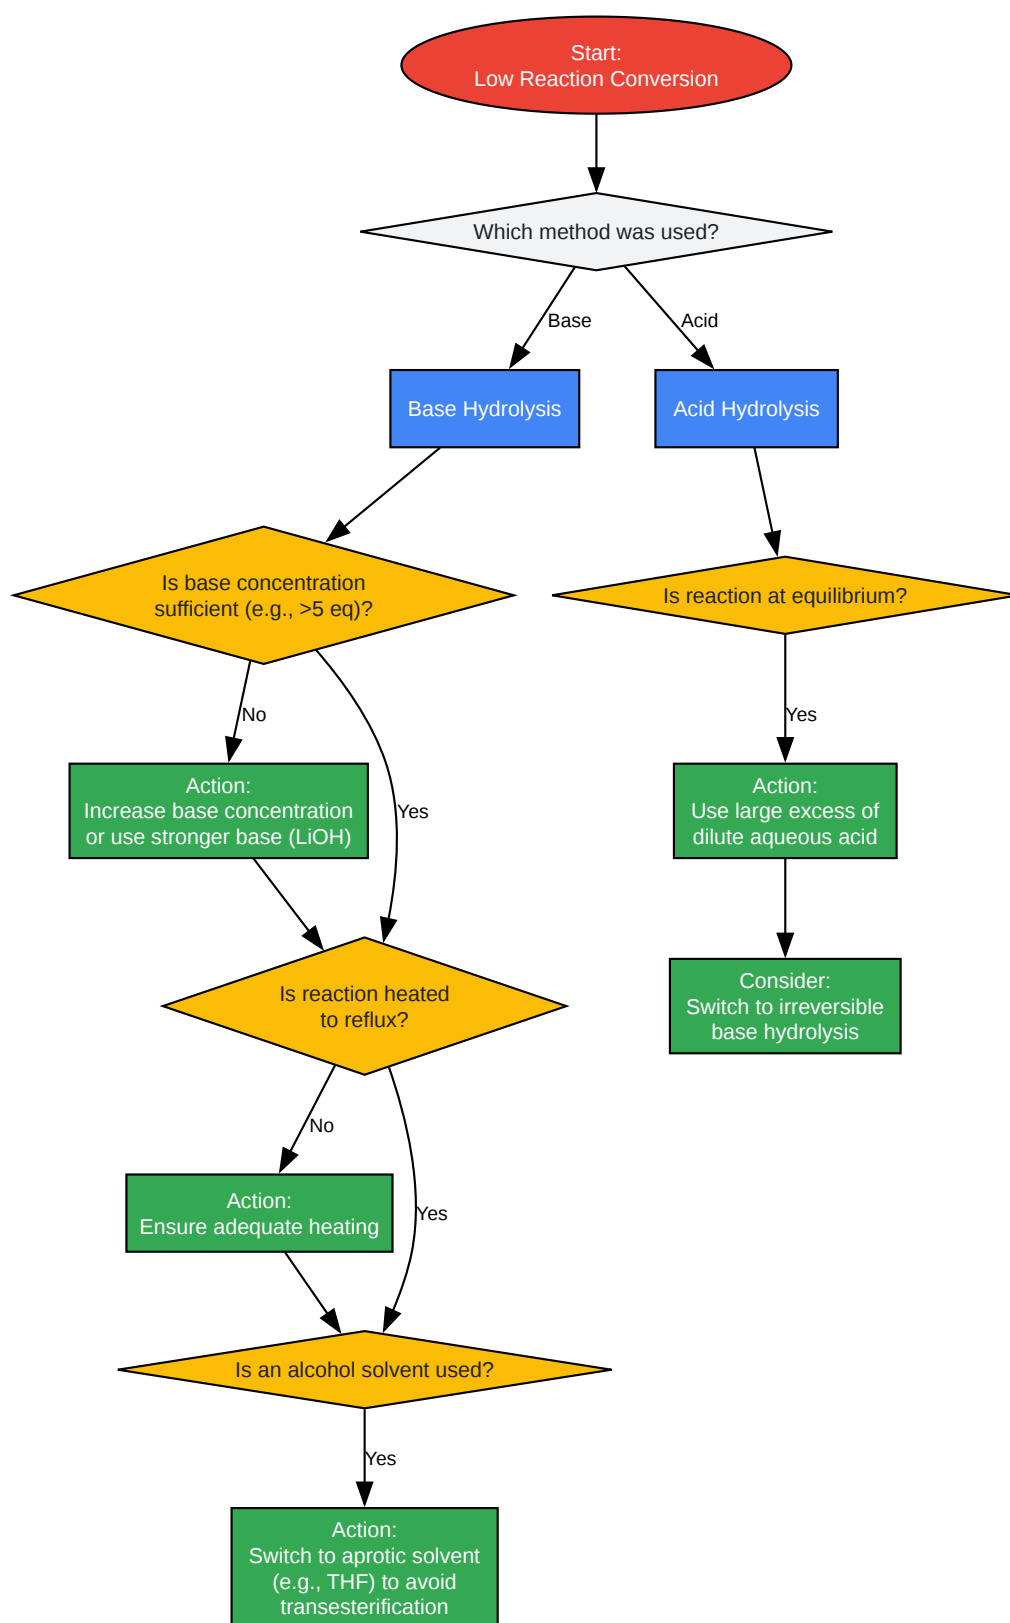 Start:
Low Reaction Conversion
Which method was used?
Base
Acid
Base Hydrolysis
Acid Hydrolysis
Is base concentration
sufficient (e.g., >5 eq)?
Is reaction at equilibrium?
No
Yes
Yes
Action:
Increase base concentration
or use stronger base (LiOH)
Action:
Use large excess of
dilute aqueous acid
Is reaction heated
to reflux?
Consider:
Switch to irreversible
base hydrolysis
No
Yes
Action:
Ensure adequate heating
Is an alcohol solvent used?
Yes
Action:
Switch to aprotic solvent
(e.g., THF) to avoid
transesterification